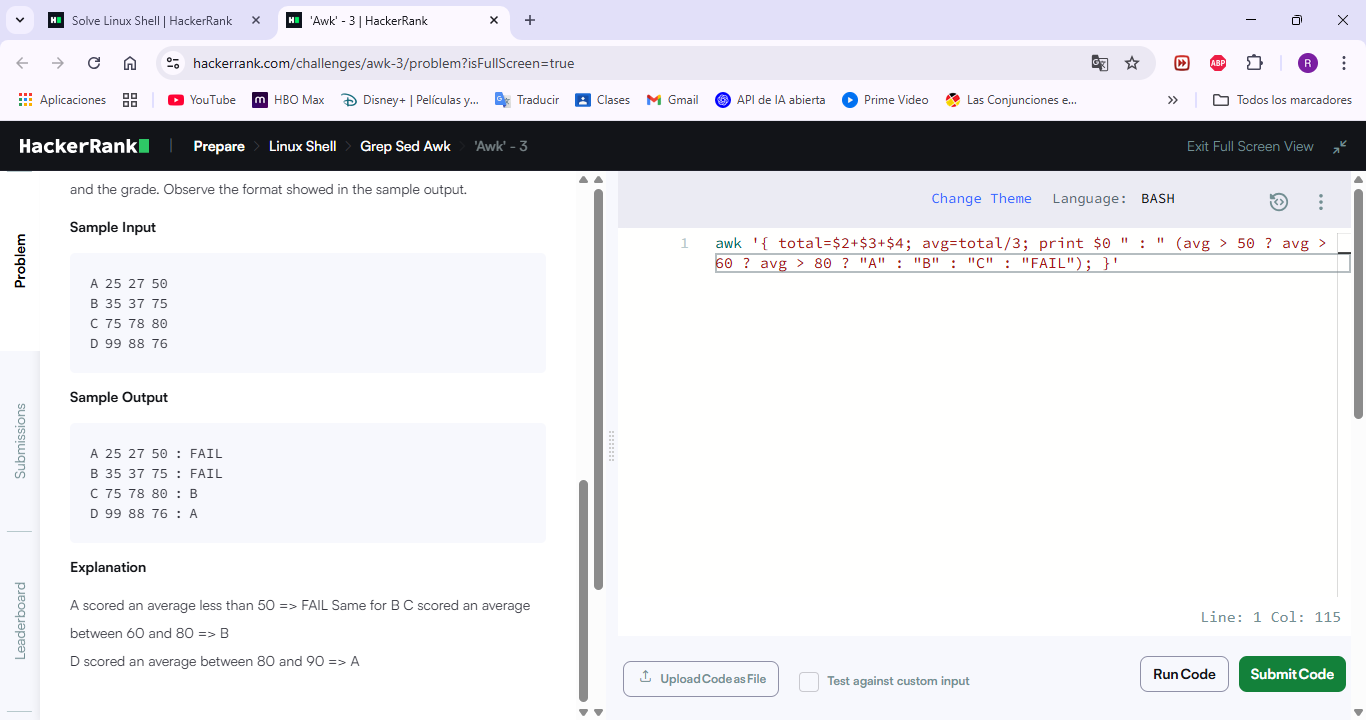 Solve Linux Shell | HackerRank
'Awk' - 3 | HackerRank
hackerrank.com/challenges/awk-3/problem?isFullScreen=true
ABP
R
Aplicaciones
YouTube
HBO Max
Disney+ | Películas y...
Traducir
Clases
Gmail
API de IA abierta
Prime Video
Las Conjunciones e...
Todos los marcadores
HackerRank
Prepare
Linux Shell
Grep Sed Awk
'Awk' - 3
Exit Full Screen View
Problem
Submissions
Leaderboard
and the grade. Observe the format showed in the sample output.
Sample Input
A 25 27 50
B 35 37 75
C 75 78 80
D 99 88 76
Sample Output
A 25 27 50 : FAIL
B 35 37 75 : FAIL
C 75 78 80 : B
D 99 88 76 : A
Explanation
A scored an average less than 50 => FAIL Same for B C scored an average
between 60 and 80 => B
D scored an average between 80 and 90 => A
Change Theme
Language: BASH
1
awk '{ total=$2+$3+$4; avg=total/3; print $0 " : " (avg > 50 ? avg >
60 ? avg > 80 ? "A" : "B" : "C" : "FAIL"); }'
Line: 1 Col: 115
Upload Code as File
Test against custom input
Run Code
Submit Code